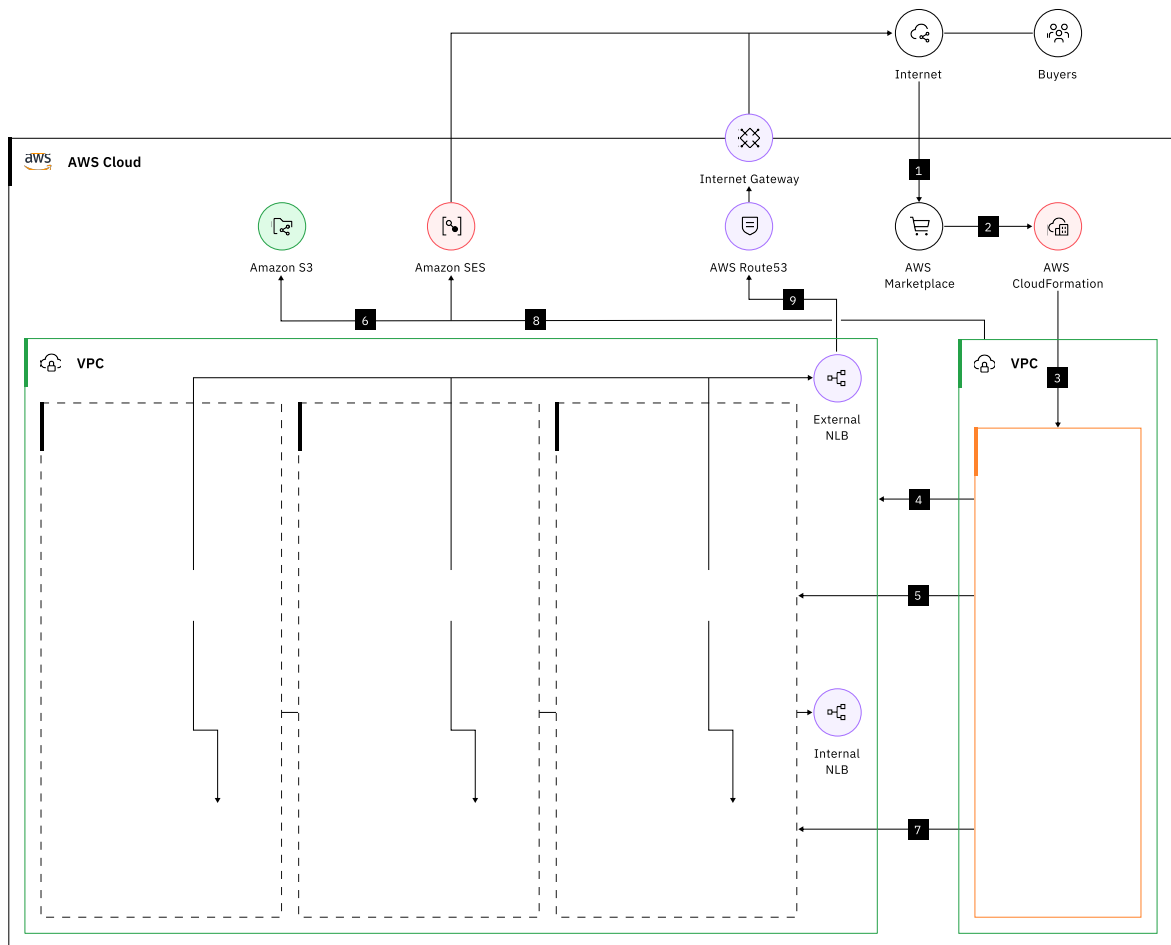 Internet
Buyers
aws
AWS Cloud
Internet Gateway
1
2
Amazon S3
Amazon SES
AWS Route53
AWS
Marketplace
AWS
CloudFormation
9
6
8
VPC
VPC
3
External
NLB
4
5
Internal
NLB
7